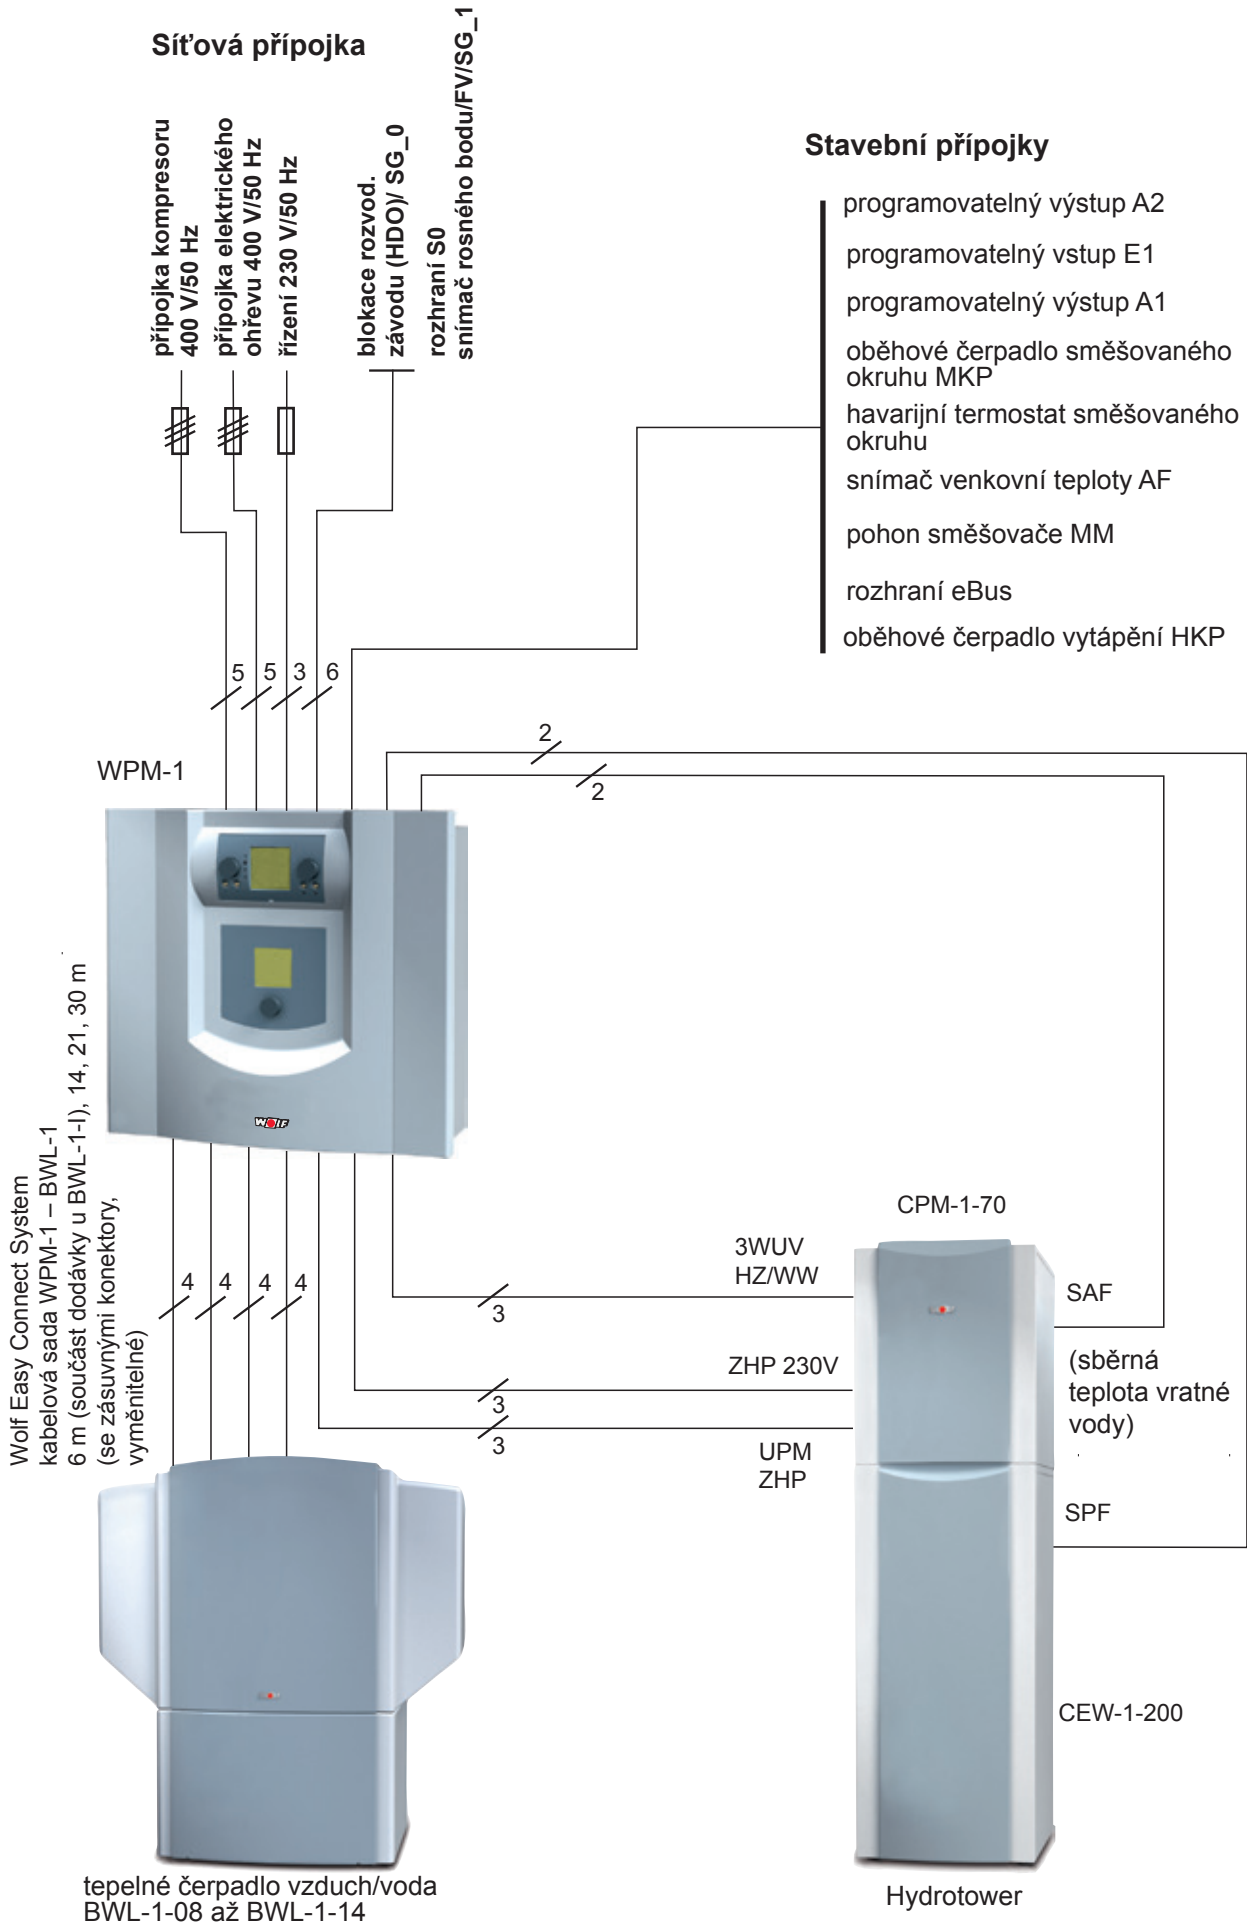 Síťová přípojka
přípojka kompresoru
400 V/50 Hz
přípojka elektrického
ohřevu 400 V/50 Hz
řízení 230 V/50 Hz
blokace rozvod.
závodu (HDO)/ SG_0
rozhraní S0
snímač rosného bodu/FV/SG_1
Stavební přípojky
programovatelný výstup A2
programovatelný vstup E1
programovatelný výstup A1
oběhové čerpadlo směšovaného
okruhu MKP
havarijní termostat směšovaného
okruhu
snímač venkovní teploty AF
pohon směšovače MM
rozhraní eBus
oběhové čerpadlo vytápění HKP
5
5
3
6
2
2
WPM-1
WOLF
Wolf Easy Connect System
kabelová sada WPM-1 – BWL-1
6 m (součást dodávky u BWL-1-I), 14, 21, 30 m
(se zásuvnými konektory,
vyměnitelné)
4
4
4
4
CPM-1-70
3WUV
HZ/WW
3
SAF
ZHP 230V
3
(sběrná
teplota vratné
vody)
3
UPM
ZHP
SPF
CEW-1-200
tepelné čerpadlo vzduch/voda
BWL-1-08 až BWL-1-14
Hydrotower